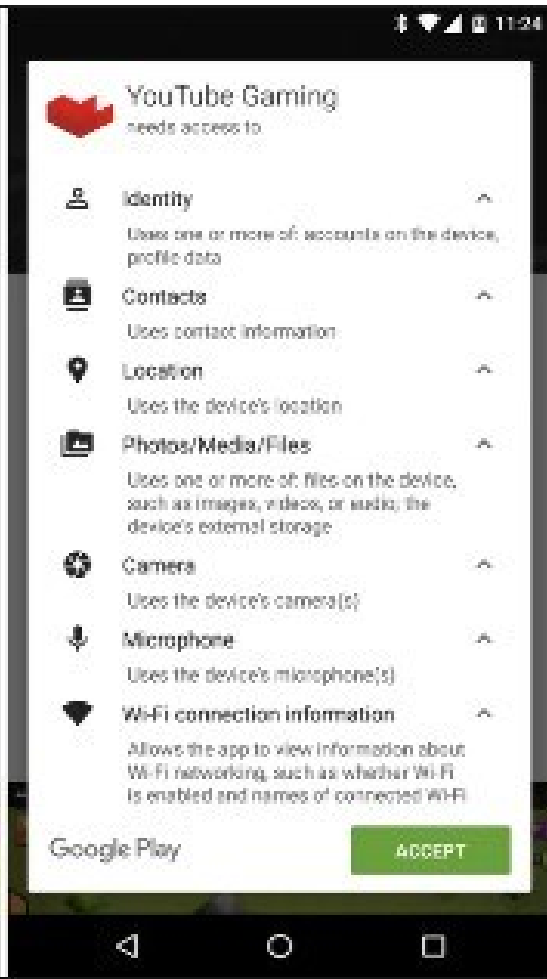 11:24
YouTube Gaming
needs access to
Identity
Uses one or more of: accounts on the device,
profile data
Contacts
Uses contact information
Location
Uses the device's location
Photos/Media/Files
Uses one or more of: files on the device,
such as images, videos, or audio; the
device's external storage
Camera
Uses the device's camera(s)
Microphone
Uses the device's microphone(s)
Wi-Fi connection information
Allows the app to view information about
Wi-Fi networking, such as whether Wi-Fi
is enabled and names of connected Wi-Fi
Google Play
ACCEPT